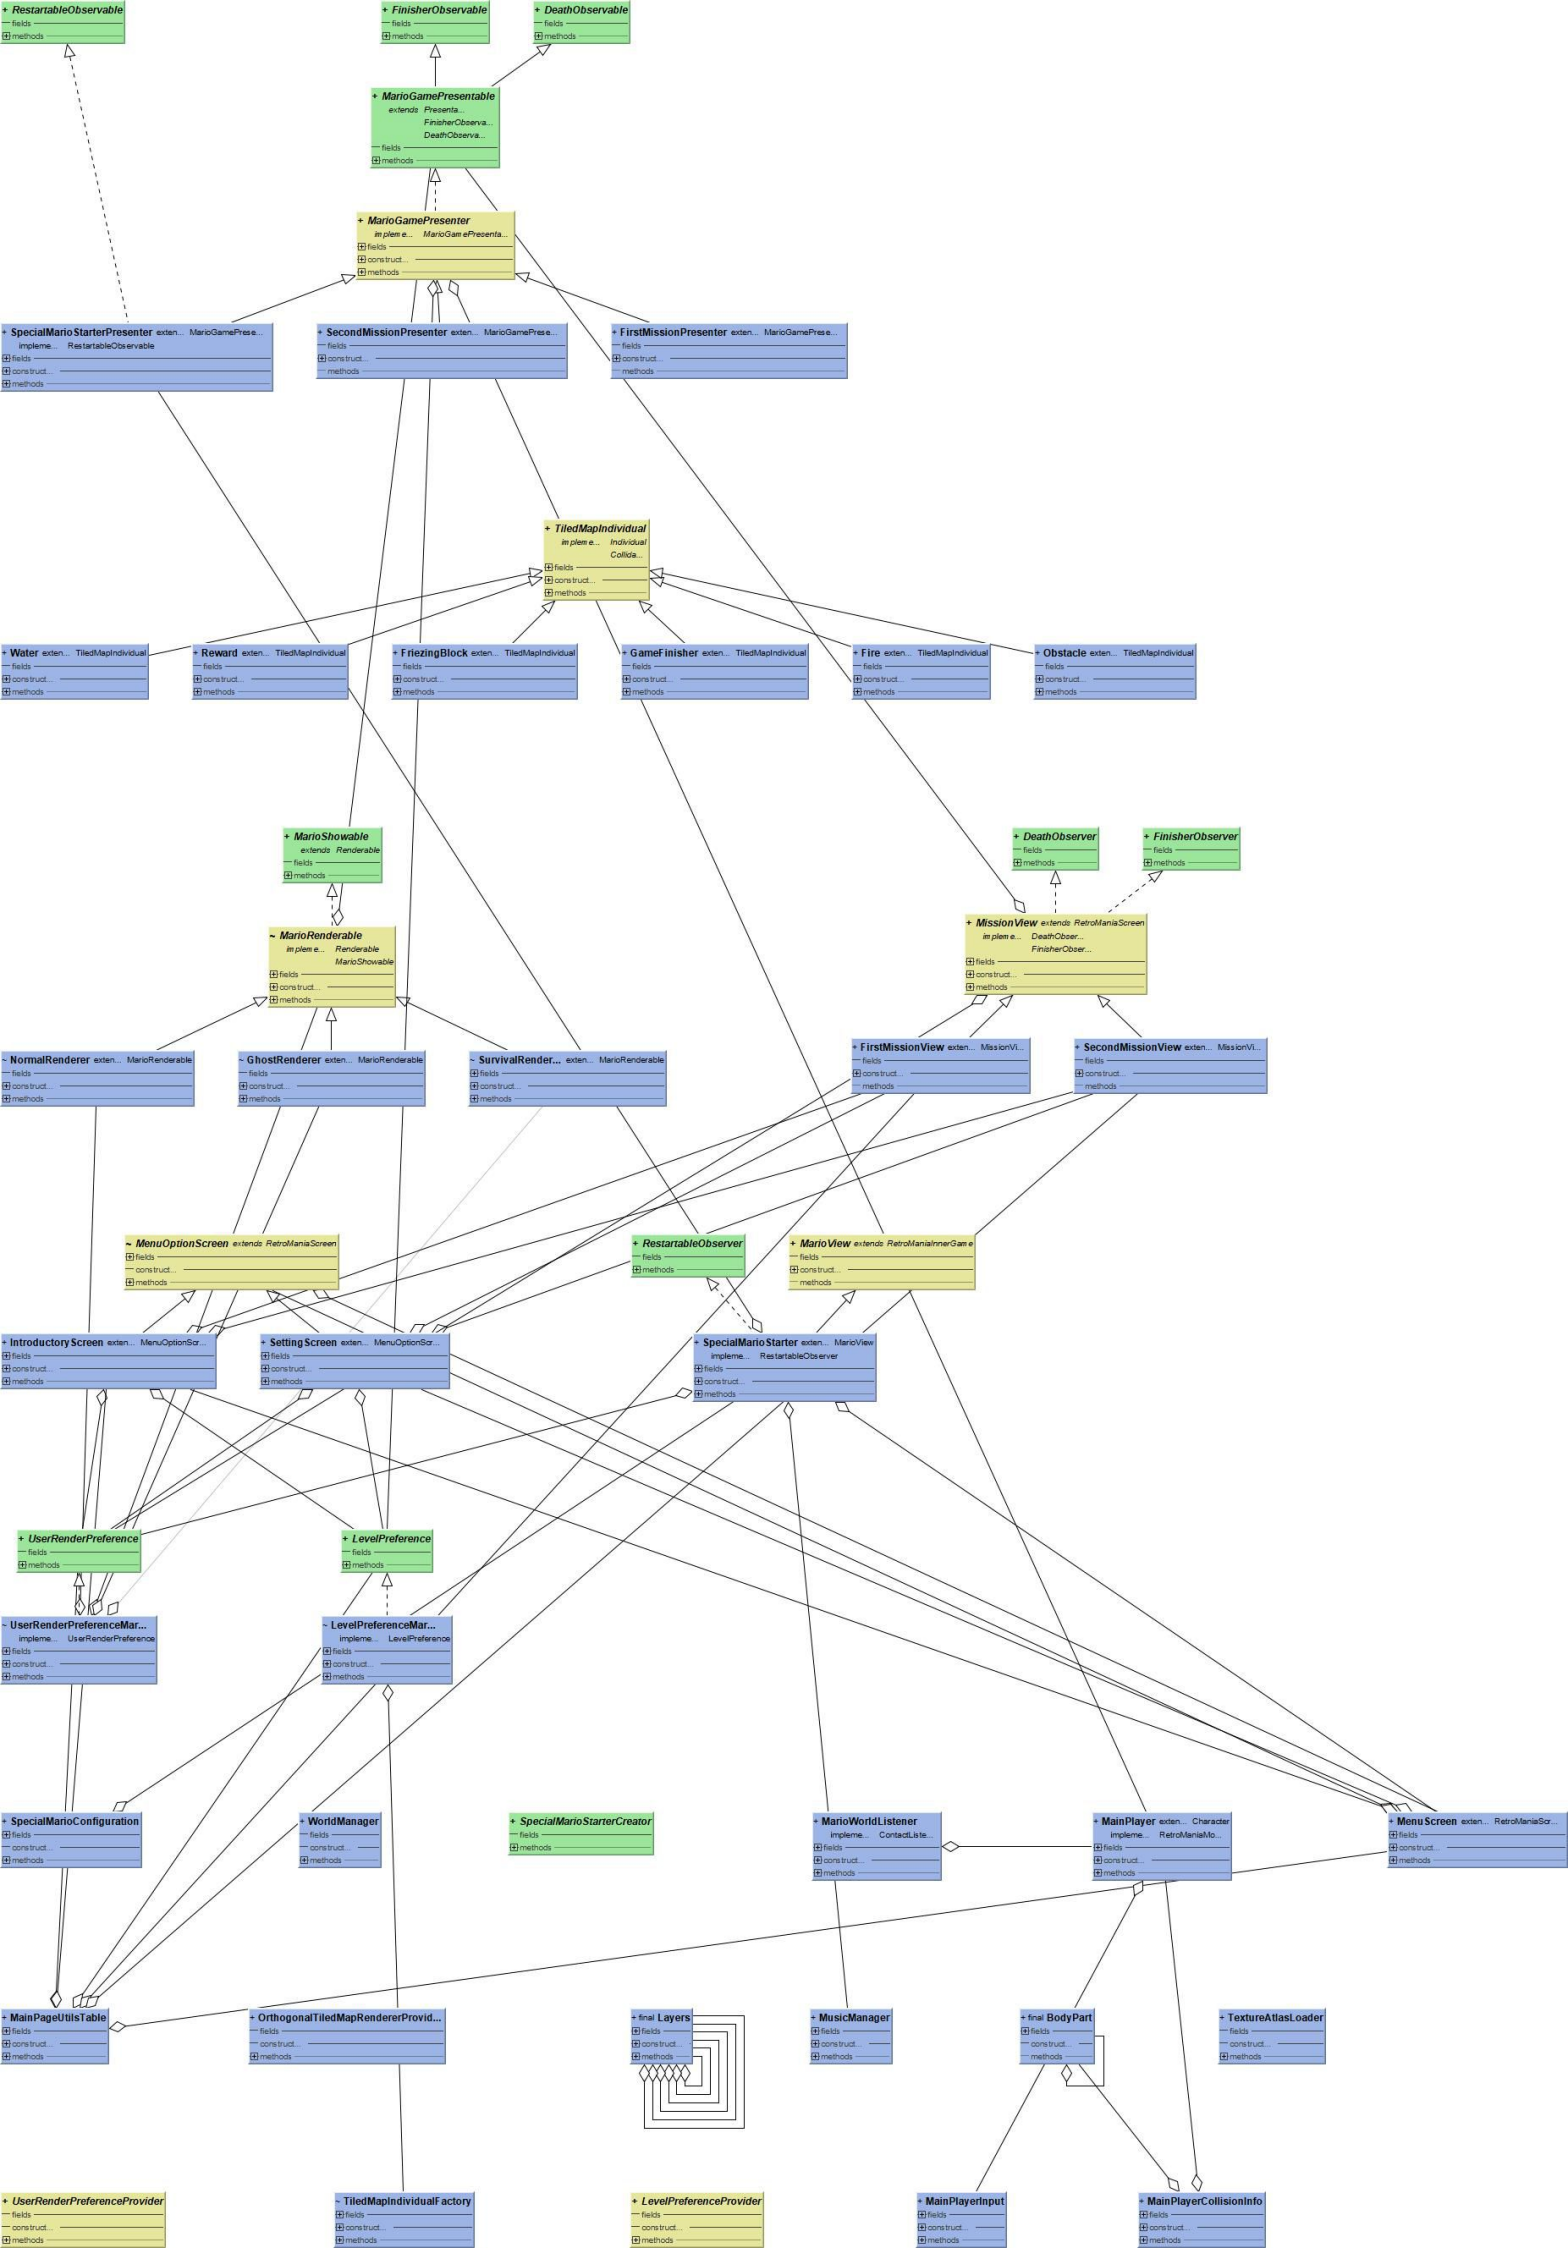 + RestartableObservable
fields
methods
+ FinisherObservable
fields
methods
+ DeathObservable
fields
methods
+ MarioGamePresentable
extends Presenta...
FinisherObserva...
DeathObserva...
fields
methods
+ MarioGamePresenter
impleme... MarioGamePresenta...
fields
construct...
methods
+ SpecialMarioStarterPresenter exten... MarioGamePrese...
impleme... RestartableObservable
fields
construct...
methods
+ SecondMissionPresenter exten... MarioGamePrese...
fields
construct...
methods
+ FirstMissionPresenter exten... MarioGamePrese...
fields
construct...
methods
+ TiledMapIndividual
impleme... Individual
Collida...
fields
construct...
methods
+ Water exten... TiledMapIndividual
fields
construct...
methods
+ Reward exten... TiledMapIndividual
fields
construct...
methods
+ FriezingBlock exten... TiledMapIndividual
fields
construct...
methods
+ GameFinisher exten... TiledMapIndividual
fields
construct...
methods
+ Fire exten... TiledMapIndividual
fields
construct...
methods
+ Obstacle exten... TiledMapIndividual
fields
construct...
methods
+ MarioShowable
extends Renderable
fields
methods
+ DeathObserver
fields
methods
+ FinisherObserver
fields
methods
~ MarioRenderable
impleme... Renderable
MarioShowable
fields
construct...
methods
+ MissionView extends RetroManiaScreen
impleme... DeathObser...
FinisherObser...
fields
construct...
methods
~ NormalRenderer exten... MarioRenderable
fields
construct...
methods
~ GhostRenderer exten... MarioRenderable
fields
construct...
methods
~ SurvivalRender... exten... MarioRenderable
fields
construct...
methods
+ FirstMissionView exten... MissionVi...
fields
construct...
methods
+ SecondMissionView exten... MissionVi...
fields
construct...
methods
~ MenuOptionScreen extends RetroManiaScreen
fields
construct...
methods
+ RestartableObserver
fields
methods
+ MarioView extends RetroManiaInnerGame
fields
construct...
methods
+ IntroductoryScreen exten... MenuOptionScr...
fields
construct...
methods
+ SettingScreen exten... MenuOptionScr...
fields
construct...
methods
+ SpecialMarioStarter exten... MarioView
impleme... RestartableObserver
fields
construct...
methods
+ UserRenderPreference
fields
methods
+ LevelPreference
fields
methods
~ UserRenderPreferenceMar...
impleme... UserRenderPreference
fields
construct...
methods
~ LevelPreferenceMar...
impleme... LevelPreference
fields
construct...
methods
+ SpecialMarioConfiguration
fields
construct...
methods
+ WorldManager
fields
construct...
methods
+ SpecialMarioStarterCreator
fields
methods
+ MarioWorldListener
impleme... ContactListe...
fields
construct...
methods
+ MainPlayer exten... Character
impleme... RetroManiaMo...
fields
construct...
methods
+ MenuScreen exten... RetroManiaScr...
fields
construct...
methods
+ MainPageUtilsTable
fields
construct...
methods
+ OrthogonalTiledMapRendererProvid...
fields
construct...
methods
+ final Layers
fields
construct...
methods
+ MusicManager
fields
construct...
methods
+ final BodyPart
fields
construct...
methods
+ TextureAtlasLoader
fields
construct...
methods
+ UserRenderPreferenceProvider
fields
construct...
methods
~ TiledMapIndividualFactory
fields
construct...
methods
+ LevelPreferenceProvider
fields
construct...
methods
+ MainPlayerInput
fields
construct...
methods
+ MainPlayerCollisionInfo
fields
construct...
methods